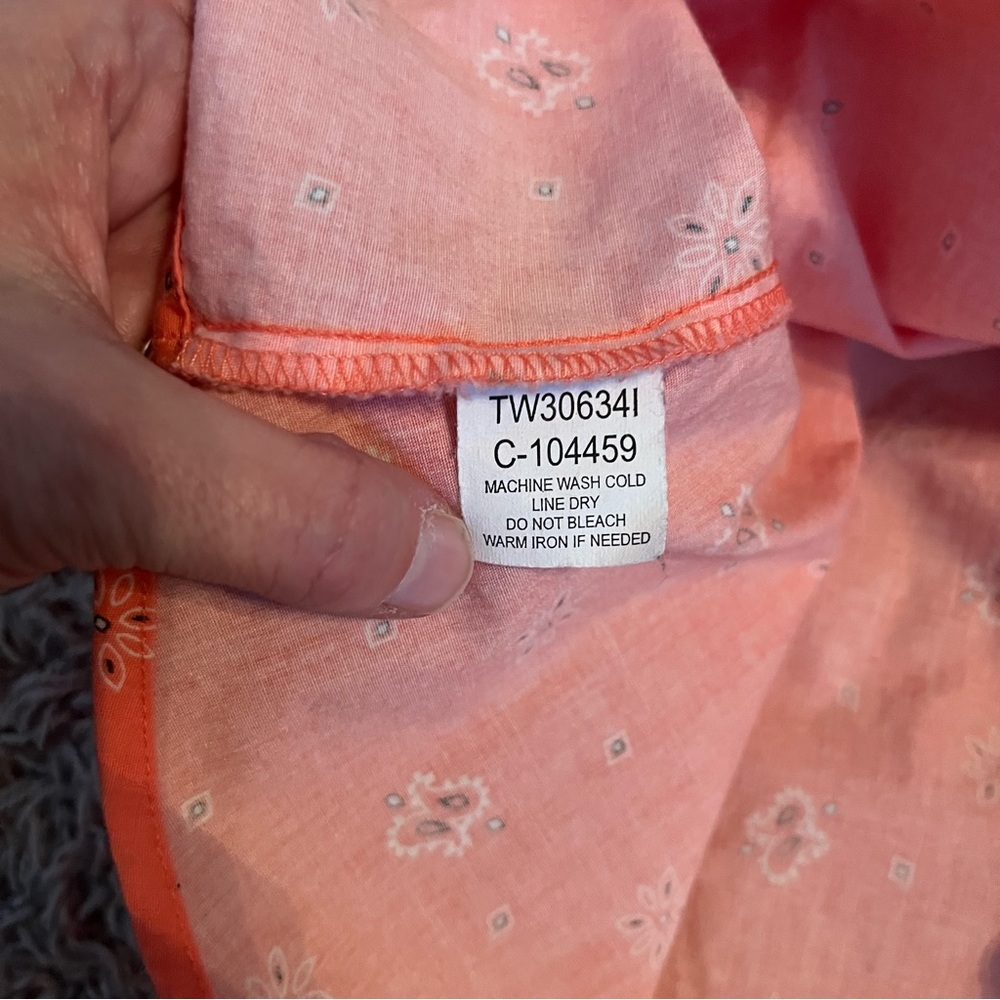 TW30634I
C-104459
MACHINE WASH COLD
LINE DRY
DO NOT BLEACH
WARM IRON IF NEEDED